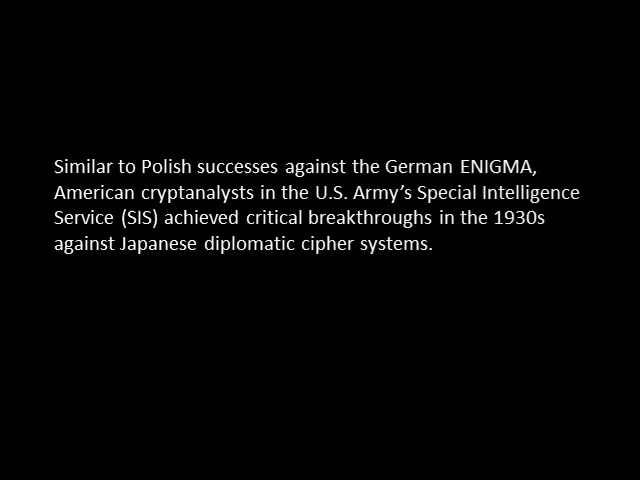 Similar to Polish successes against the German ENIGMA,
American cryptanalysts in the U.S. Army’s Special Intelligence
Service (SIS) achieved critical breakthroughs in the 1930s
against Japanese diplomatic cipher systems.